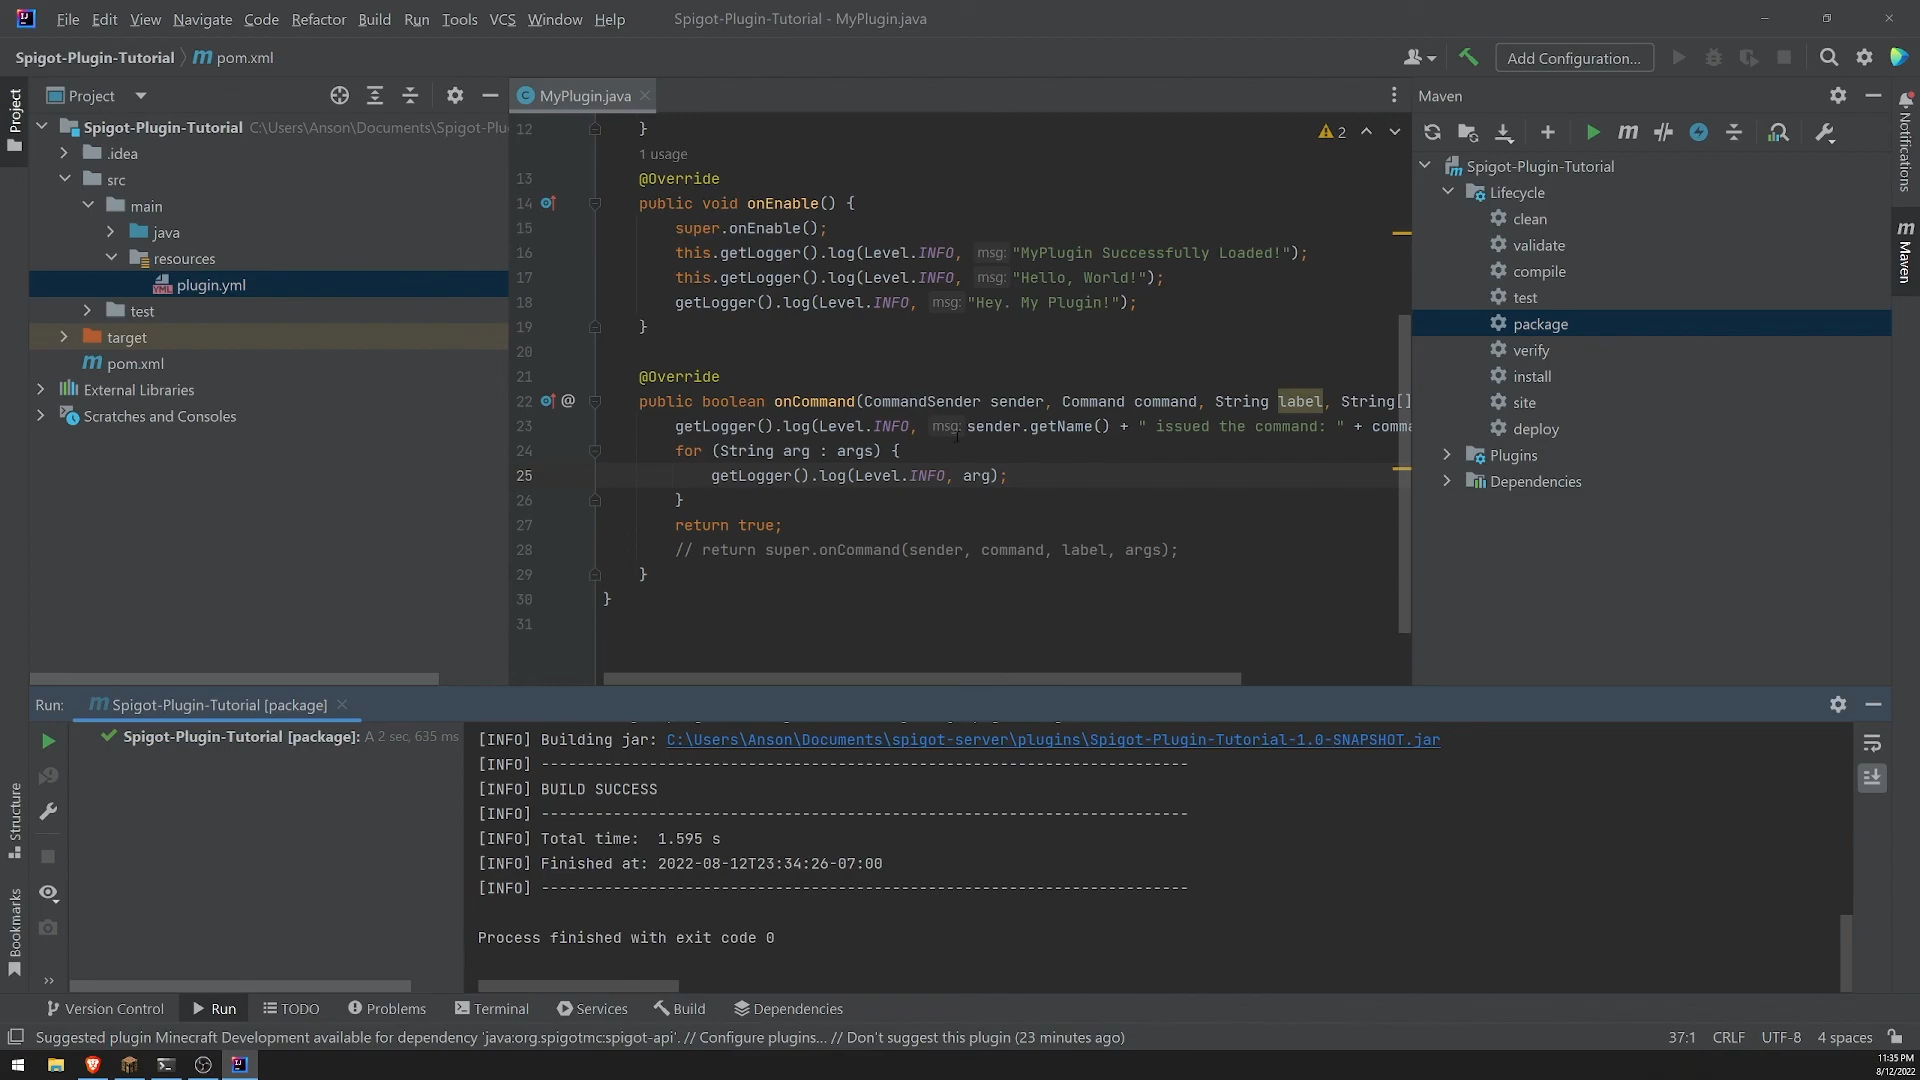 File Edit View Navigate Code Refactor Build Run Tools VCS Window Help Spigot-Plugin-Tutorial - MyPlugin.java
Spigot-Plugin-Tutorial pom.xml Add Configuration...
Project MyPlugin.java Maven
Project
Spigot-Plugin-Tutorial C:\Users\Anson\Documents\Spigot-Plu
.idea
src
main
java
resources
plugin.yml
test
target
pom.xml
External Libraries
Scratches and Consoles
2
12 }
1 usage
13 @Override
14 public void onEnable() {
15 super.onEnable();
16 this.getLogger().log(Level.INFO, msg: "MyPlugin Successfully Loaded!");
17 this.getLogger().log(Level.INFO, msg: "Hello, World!");
18 getLogger().log(Level.INFO, msg: "Hey. My Plugin!");
19 }
20
21 @Override
22 @ public boolean onCommand(CommandSender sender, Command command, String label, String[]
23 getLogger().log(Level.INFO, msg: sender.getName() + " issued the command: " + comma
24 for (String arg : args) {
25 getLogger().log(Level.INFO, arg);
26 }
27 return true;
28 // return super.onCommand(sender, command, label, args);
29 }
30 }
31
Spigot-Plugin-Tutorial
Lifecycle
clean
validate
compile
test
package
verify
install
site
deploy
Plugins
Dependencies
Notifications
Maven
Run: Spigot-Plugin-Tutorial [package]
Spigot-Plugin-Tutorial [package]: A 2 sec, 635 ms
[INFO] Building jar: C:\Users\Anson\Documents\spigot-server\plugins\Spigot-Plugin-Tutorial-1.0-SNAPSHOT.jar
[INFO] ------------------------------------------------------------------------
[INFO] BUILD SUCCESS
[INFO] ------------------------------------------------------------------------
[INFO] Total time:  1.595 s
[INFO] Finished at: 2022-08-12T23:34:26-07:00
[INFO] ------------------------------------------------------------------------
Process finished with exit code 0
Structure
Bookmarks
Version Control Run TODO Problems Terminal Services Build Dependencies
Suggested plugin Minecraft Development available for dependency 'java:org.spigotmc:spigot-api'. // Configure plugins... // Don't suggest this plugin (23 minutes ago) 37:1 CRLF UTF-8 4 spaces
11:35 PM
8/12/2022